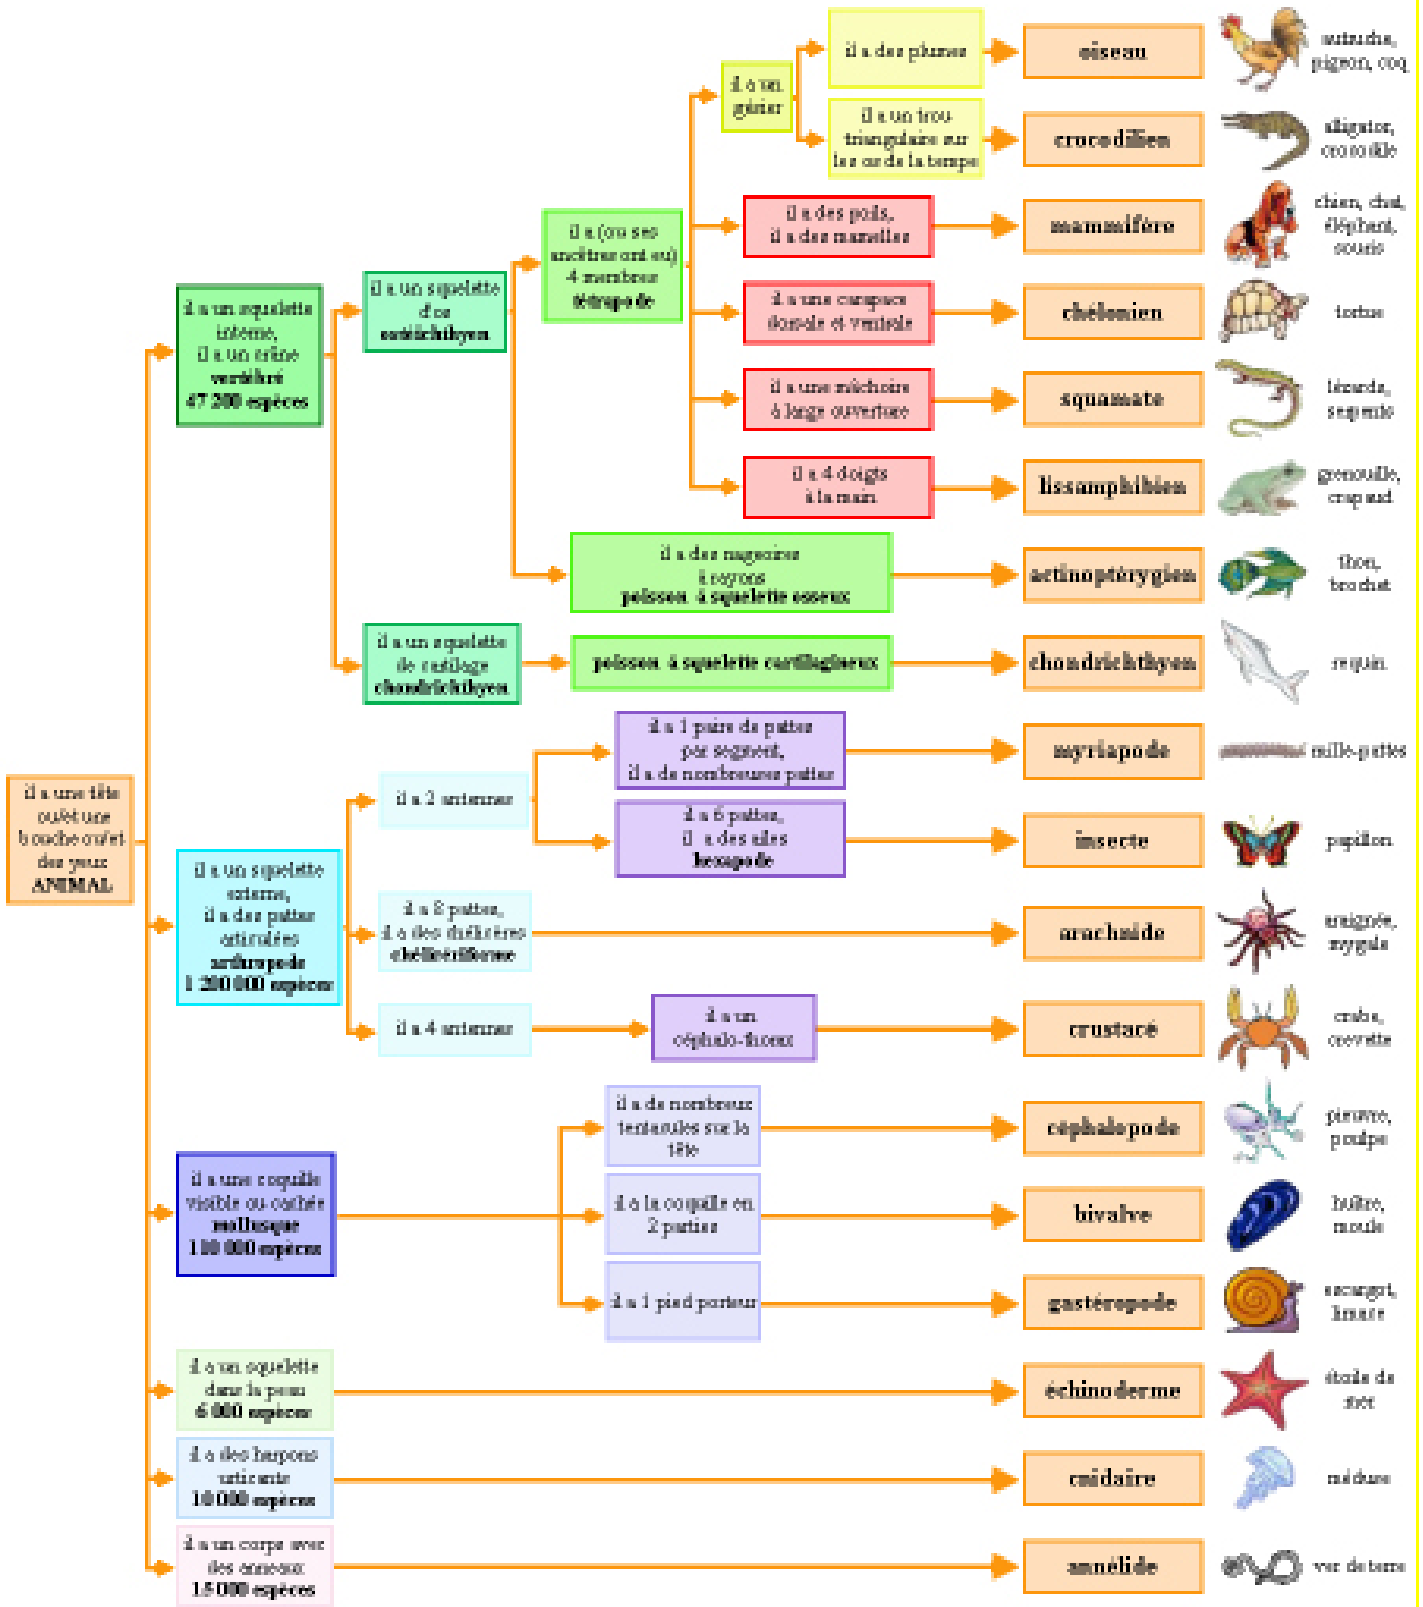 il a une tête
ou/et une
bouche ou/et
des yeux
ANIMAL
il a un squelette
interne,
il a un crâne
vertébré
47 200 espèces
il a un squelette
d'os
ostéichthyen
il a (ou ses
ancêtres ont eu)
4 membres
tétrapode
il a un
gésier
il a des plumes
oiseau
autruche,
pigeon, coq
il a un trou
triangulaire sur
les os de la tempe
crocodilien
alligator,
crocodile
il a des poils,
il a des mamelles
mammifère
chien, chat,
éléphant,
souris
il a une carapace
dorsale et ventrale
chélonien
tortue
il a une mâchoire
à large ouverture
squamate
lézards,
serpents
il a 4 doigts
à la main
lissamphibien
grenouille,
crapaud
il a des nageoires
à rayons
poisson à squelette osseux
actinoptérygien
thon,
brochet
il a un squelette
de cartilage
chondrichthyen
poisson à squelette cartilagineux
chondrichthyen
requin
il a un squelette
externe,
il a des pattes
articulées
arthropode
1 200 000 espèces
il a 2 antennes
il a 1 paire de pattes
par segment,
il a de nombreuses pattes
myriapode
mille-pattes
il a 6 pattes,
il a des ailes
hexapode
insecte
papillon
il a 8 pattes,
il a des chélicères
chélicériforme
arachnide
araignée,
mygale
il a 4 antennes
il a un
céphalo-thorax
crustacé
crabe,
crevette
il a une coquille
visible ou cachée
mollusque
110 000 espèces
il a de nombreux
tentacules sur la
tête
céphalopode
pieuvre,
poulpe
il a la coquille en
2 parties
bivalve
huître,
moule
il a 1 pied porteur
gastéropode
escargot,
limace
il a un squelette
dans la peau
6 000 espèces
échinoderme
étoile de
mer
il a des harpons
urticants
10 000 espèces
cnidaire
méduse
il a un corps avec
des anneaux
15 000 espèces
annélide
ver de terre